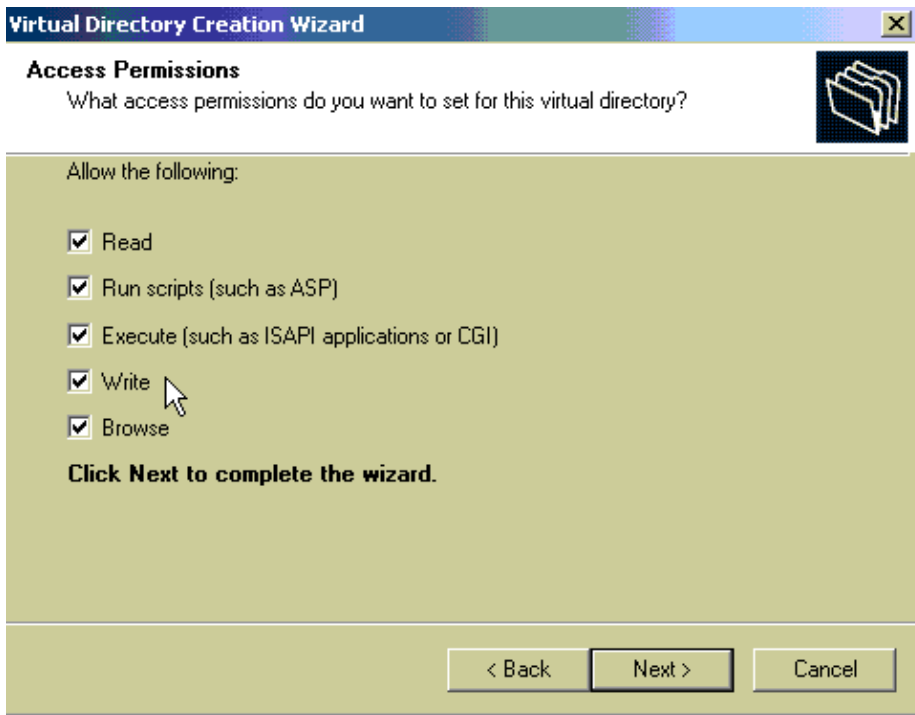 Virtual Directory Creation Wizard
Access Permissions
What access permissions do you want to set for this virtual directory?
Allow the following:
Read
Run scripts (such as ASP)
Execute (such as ISAPI applications or CGI)
Write
Browse
Click Next to complete the wizard.
< Back Next > Cancel